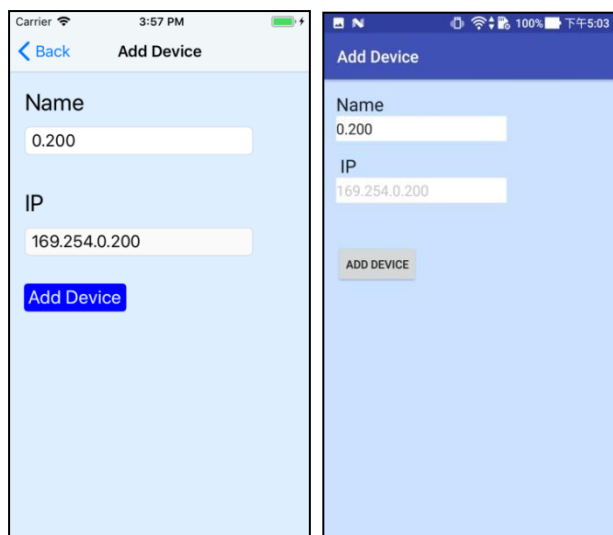 Carrier 3:57 PM
Back Add Device
Name
0.200
IP
169.254.0.200
Add Device
100% 下午5:03
Add Device
Name
0.200
IP
169.254.0.200
ADD DEVICE